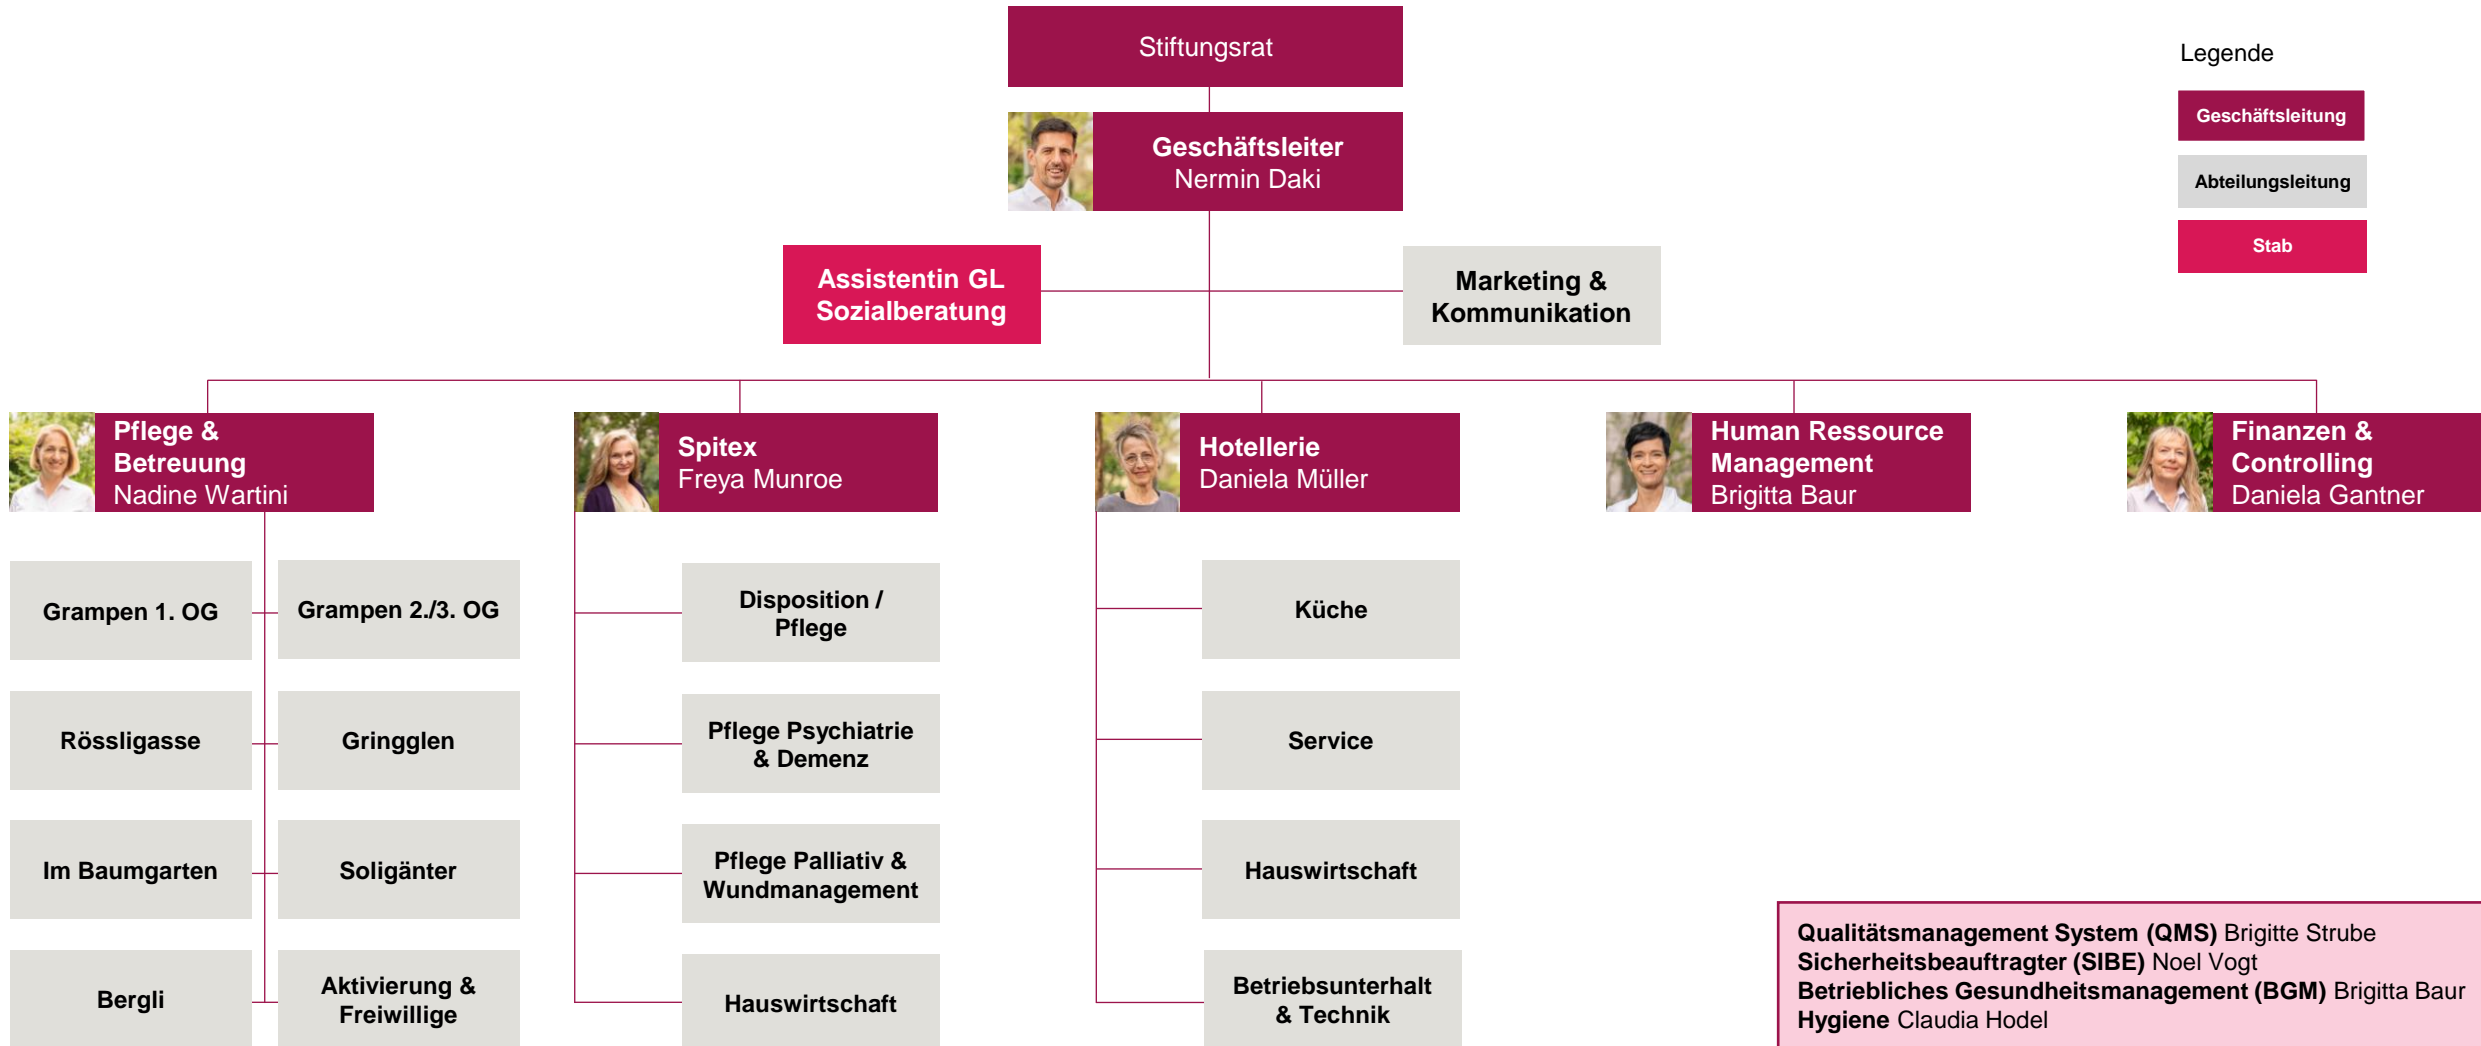 Stiftungsrat
Legende
Geschäftsleitung
Abteilungsleitung
Stab
Geschäftsleiter
Nermin Daki
Assistentin GL
Sozialberatung
Marketing &
Kommunikation
Pflege &
Betreuung
Nadine Wartini
Spitex
Freya Munroe
Hotellerie
Daniela Müller
Human Ressource
Management
Brigitta Baur
Finanzen &
Controlling
Daniela Gantner
Grampen 1. OG
Grampen 2./3. OG
Rössligasse
Gringglen
Im Baumgarten
Soligänter
Bergli
Aktivierung &
Freiwillige
Disposition /
Pflege
Pflege Psychiatrie
& Demenz
Pflege Palliativ &
Wundmanagement
Hauswirtschaft
Küche
Service
Hauswirtschaft
Betriebsunterhalt
& Technik
Qualitätsmanagement System (QMS) Brigitte Strube
Sicherheitsbeauftragter (SIBE) Noel Vogt
Betriebliches Gesundheitsmanagement (BGM) Brigitta Baur
Hygiene Claudia Hodel